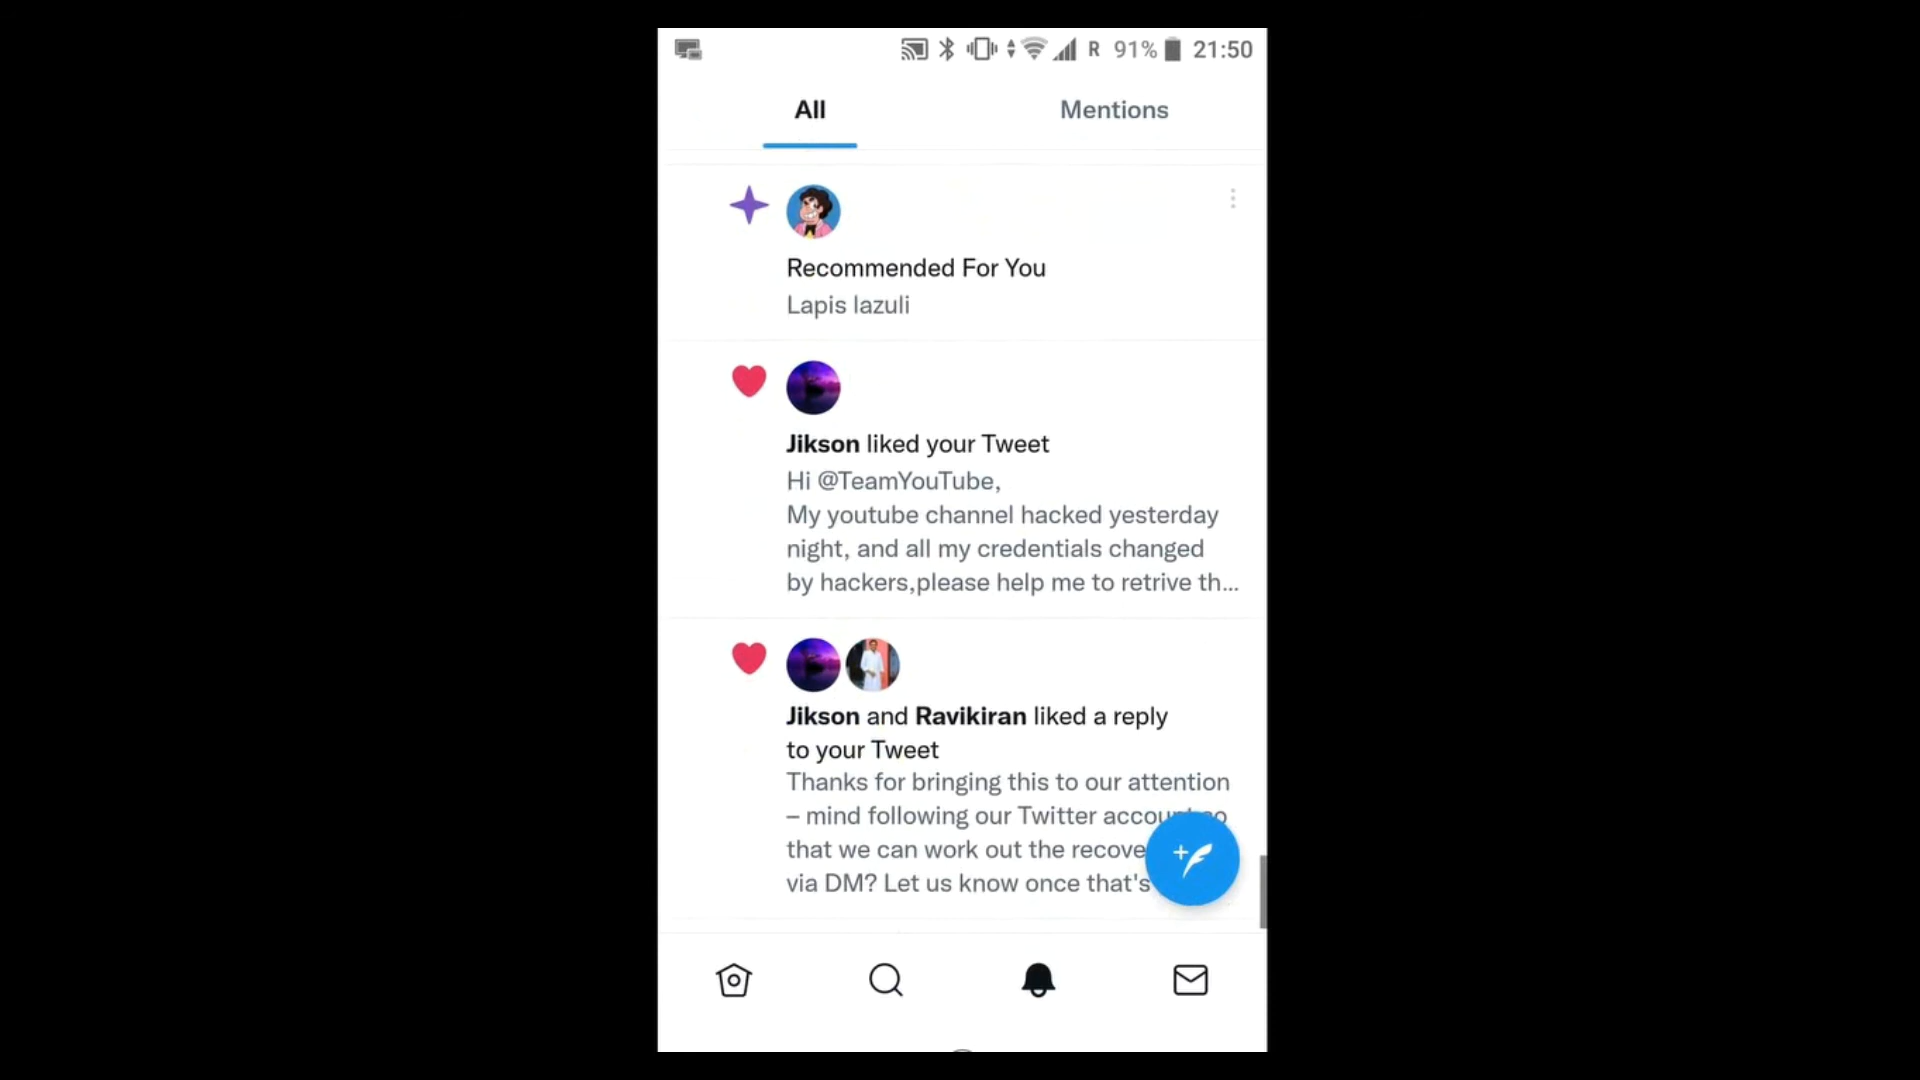 R 91% 21:50
All Mentions
Recommended For You
Lapis lazuli
Jikson liked your Tweet
Hi @TeamYouTube,
My youtube channel hacked yesterday
night, and all my credentials changed
by hackers,please help me to retrive th...
Jikson and Ravikiran liked a reply
to your Tweet
Thanks for bringing this to our attention
– mind following our Twitter
that we can work out the
via DM? Let us know once that's